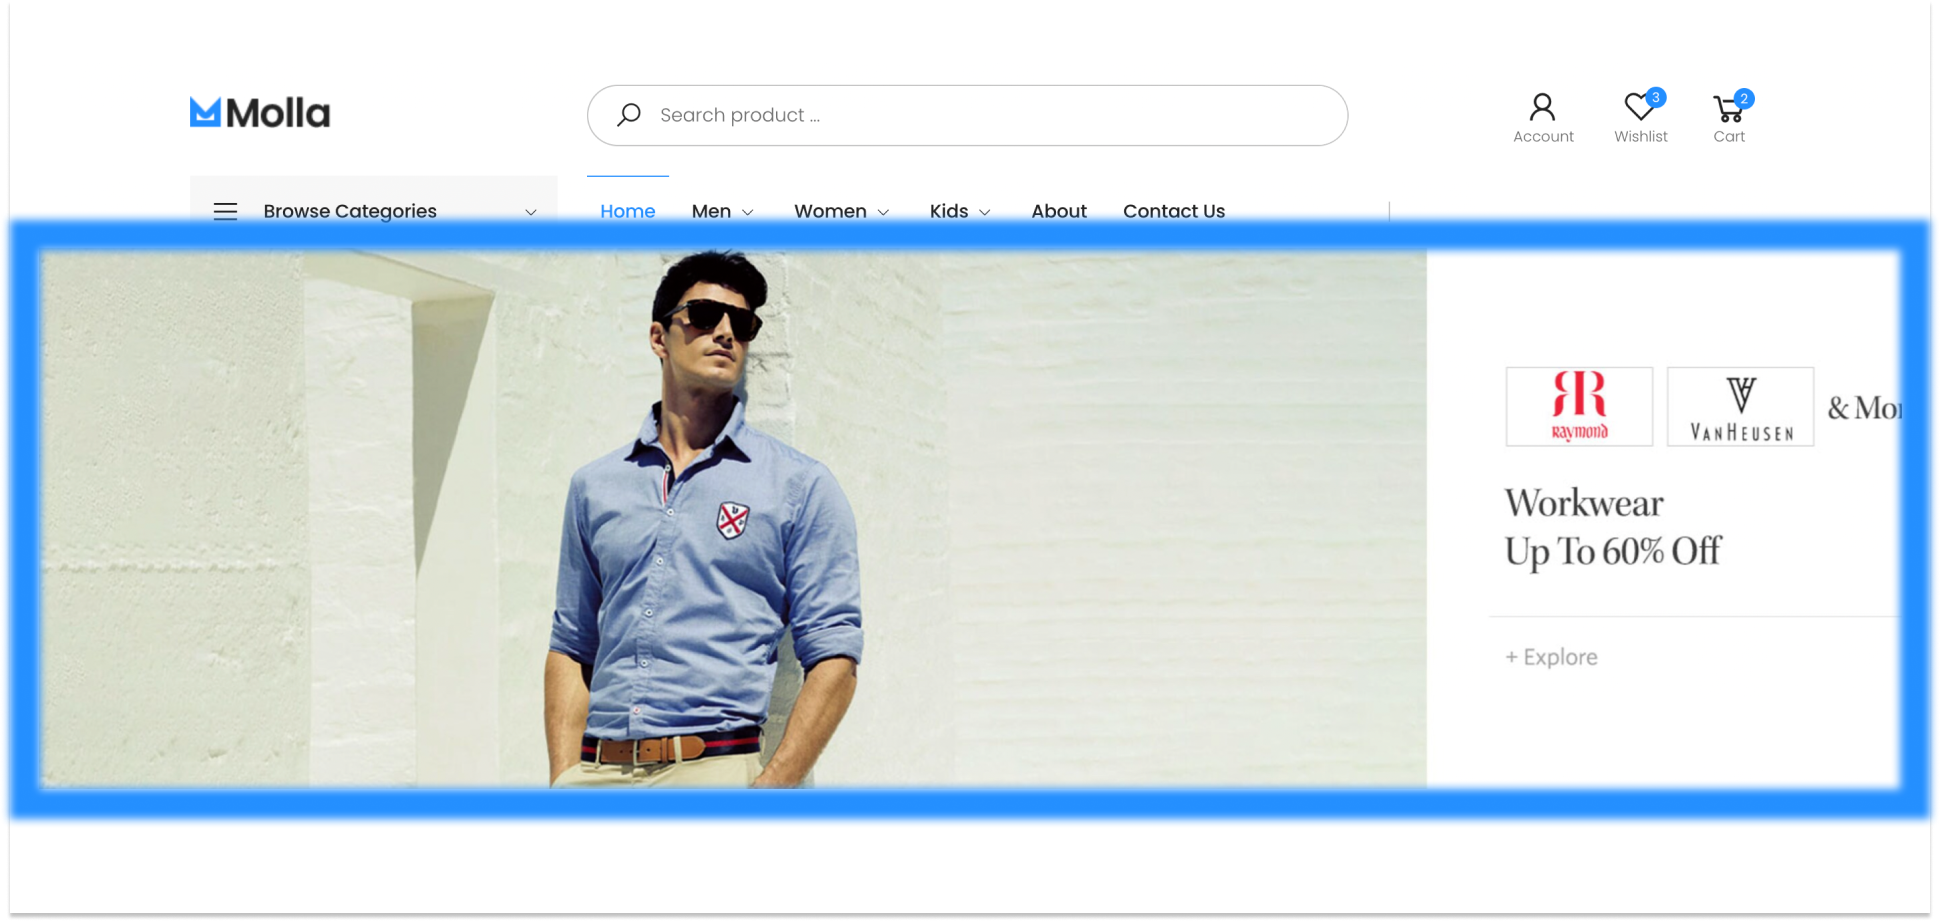 Molla
Search product ...
3
2
Account
Wishlist
Cart
Browse Categories
Home
Men
Women
Kids
About
Contact Us
Raymond
VANHEUSEN
& Mo
Workwear
Up To 60% Off
+ Explore